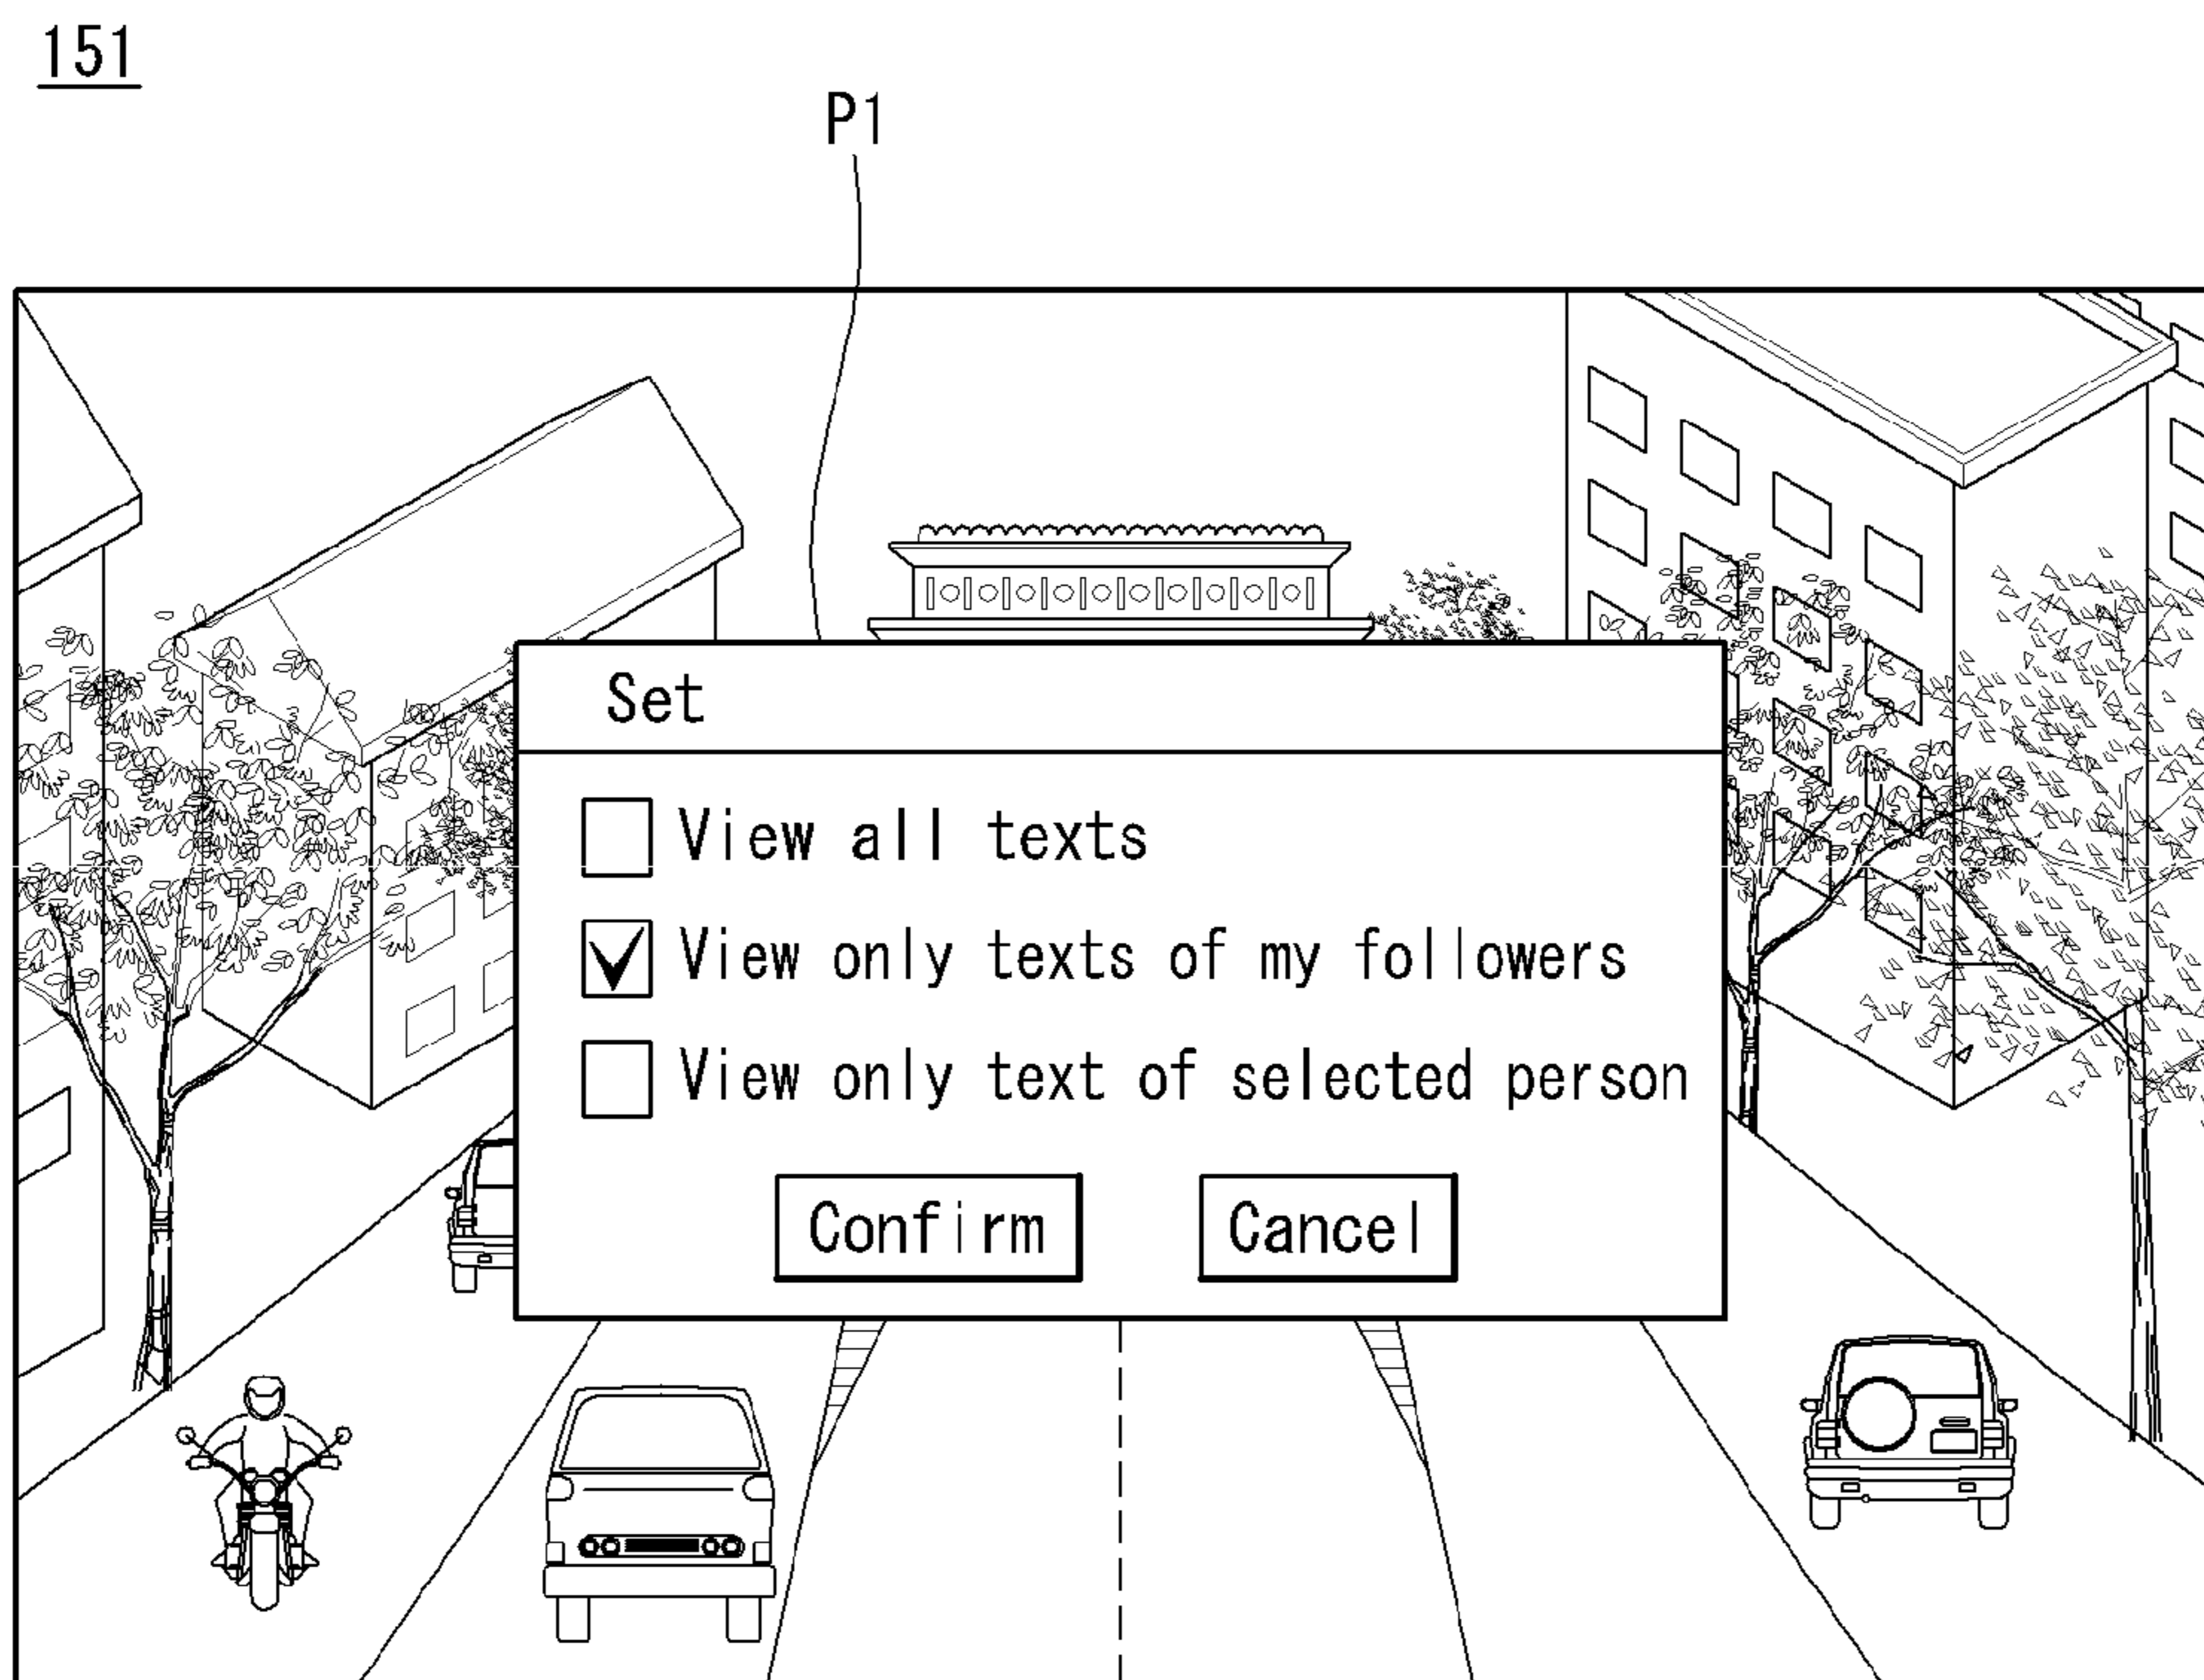 151
P1
Set
View all texts
View only texts of my followers
View only text of selected person
Confirm Cancel